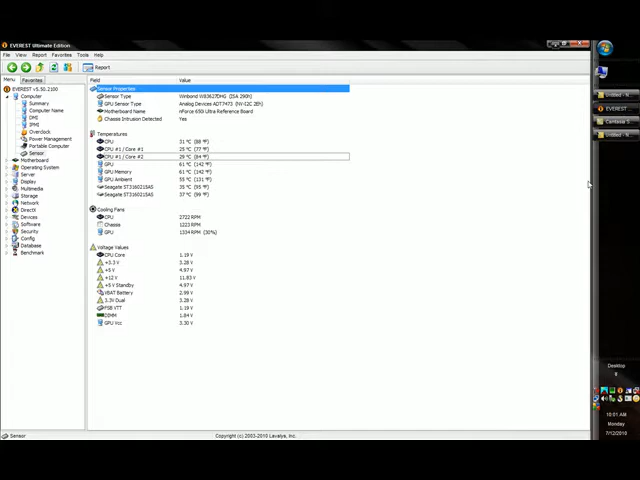 EVEREST Ultimate Edition
File View Report Favorites Tools Help
Report
Menu Favorites
Field Value
EVEREST v5.50.2100
Computer
Summary
Computer Name
DMI
IPMI
Overclock
Power Management
Portable Computer
Sensor
Motherboard
Operating System
Server
Display
Multimedia
Storage
Network
DirectX
Devices
Software
Security
Config
Database
Benchmark
Sensor Properties
Sensor Type Winbond W83627DHG (ISA 290h)
GPU Sensor Type Analog Devices ADT7473 (NV-I2C 2Eh)
Motherboard Name nForce 650i Ultra Reference Board
Chassis Intrusion Detected Yes
Temperatures
CPU 31 °C (88 °F)
CPU #1 / Core #1 25 °C (77 °F)
CPU #1 / Core #2 29 °C (84 °F)
GPU 61 °C (142 °F)
GPU Memory 61 °C (142 °F)
GPU Ambient 55 °C (131 °F)
Seagate ST3160215AS 35 °C (95 °F)
Seagate ST3160215AS 37 °C (99 °F)
Cooling Fans
CPU 2722 RPM
Chassis 1223 RPM
GPU 1334 RPM (30%)
Voltage Values
CPU Core 1.19 V
+3.3 V 3.28 V
+5 V 4.97 V
+12 V 11.83 V
+5 V Standby 4.97 V
VBAT Battery 2.99 V
3.3V Dual 3.28 V
FSB VTT 1.19 V
DIMM 1.84 V
GPU Vcc 3.30 V
Sensor
Copyright (c) 2003-2010 Lavalys, Inc.
Untitled - N...
EVEREST ...
Camtasia S
Untitled - N...
Desktop
10:01 AM
Monday
7/12/2010